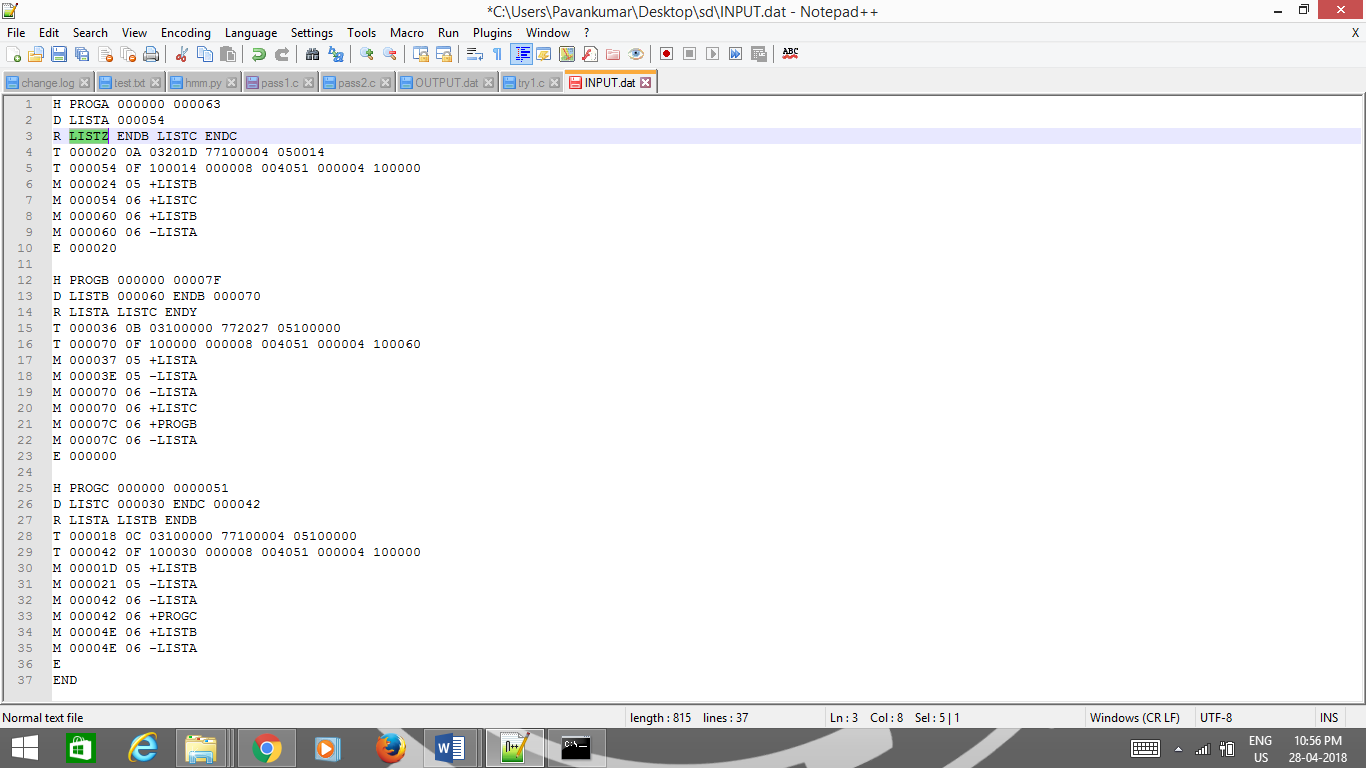 *C:\Users\Pavankumar\Desktop\sd\INPUT.dat - Notepad++
File Edit Search View Encoding Language Settings Tools Macro Run Plugins Window ? X
ABC
change.log test.txt hmm.py pass1.c pass2.c OUTPUT.dat try1.c INPUT.dat
1 H PROGA 000000 000063
2 D LISTA 000054
3 R LISTZ ENDB LISTC ENDC
4 T 000020 0A 03201D 77100004 050014
5 T 000054 0F 100014 000008 004051 000004 100000
6 M 000024 05 +LISTB
7 M 000054 06 +LISTC
8 M 000060 06 +LISTB
9 M 000060 06 -LISTA
10 E 000020
11
12 H PROGB 000000 00007F
13 D LISTB 000060 ENDB 000070
14 R LISTA LISTC ENDY
15 T 000036 0B 03100000 772027 05100000
16 T 000070 0F 100000 000008 004051 000004 100060
17 M 000037 05 +LISTA
18 M 00003E 05 -LISTA
19 M 000070 06 -LISTA
20 M 000070 06 +LISTC
21 M 00007C 06 +PROGB
22 M 00007C 06 -LISTA
23 E 000000
24
25 H PROGC 000000 0000051
26 D LISTC 000030 ENDC 000042
27 R LISTA LISTB ENDB
28 T 000018 0C 03100000 77100004 05100000
29 T 000042 0F 100030 000008 004051 000004 100000
30 M 00001D 05 +LISTB
31 M 000021 05 -LISTA
32 M 000042 06 -LISTA
33 M 000042 06 +PROGC
34 M 00004E 06 +LISTB
35 M 00004E 06 -LISTA
36 E
37 END
Normal text file length : 815 lines : 37 Ln : 3 Col : 8 Sel : 5 | 1 Windows (CR LF) UTF-8 INS
ENG 10:56 PM
US 28-04-2018